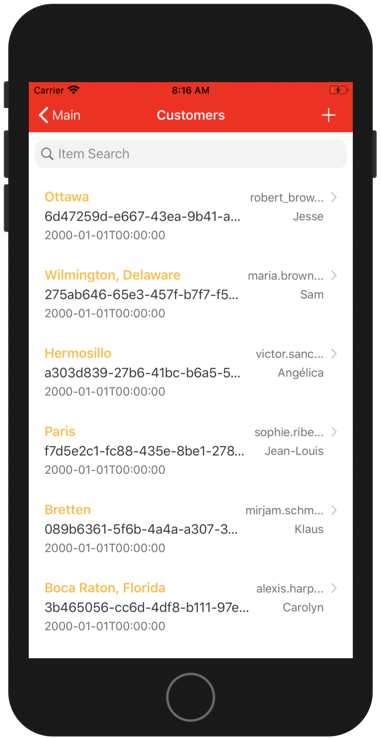 Carrier 8:16 AM
Main Customers +
Item Search
Ottawa robert_brow...
6d47259d-e667-43ea-9b41-a... Jesse
2000-01-01T00:00:00
Wilmington, Delaware maria.brown...
275ab646-65e3-457f-b7f7-f5... Sam
2000-01-01T00:00:00
Hermosillo victor.sanc...
a303d839-27b6-41bc-b6a5-5... Angélica
2000-01-01T00:00:00
Paris sophie.ribe...
f7d5e2c1-fc88-435e-8be1-278... Jean-Louis
2000-01-01T00:00:00
Bretten mirjam.schm...
089b6361-5f6b-4a4a-a307-3... Klaus
2000-01-01T00:00:00
Boca Raton, Florida alexis.harp...
3b465056-cc6d-4df8-b111-97e... Carolyn
2000-01-01T00:00:00